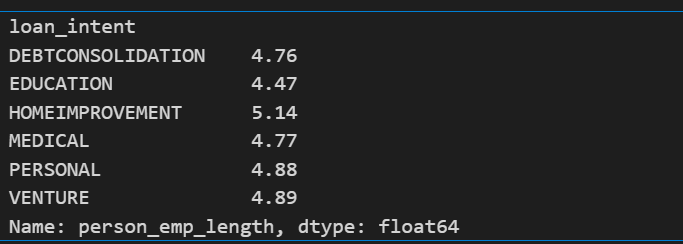 loan_intent
DEBTCONSOLIDATION    4.76
EDUCATION            4.47
HOMEIMPROVEMENT      5.14
MEDICAL              4.77
PERSONAL             4.88
VENTURE              4.89
Name: person_emp_length, dtype: float64